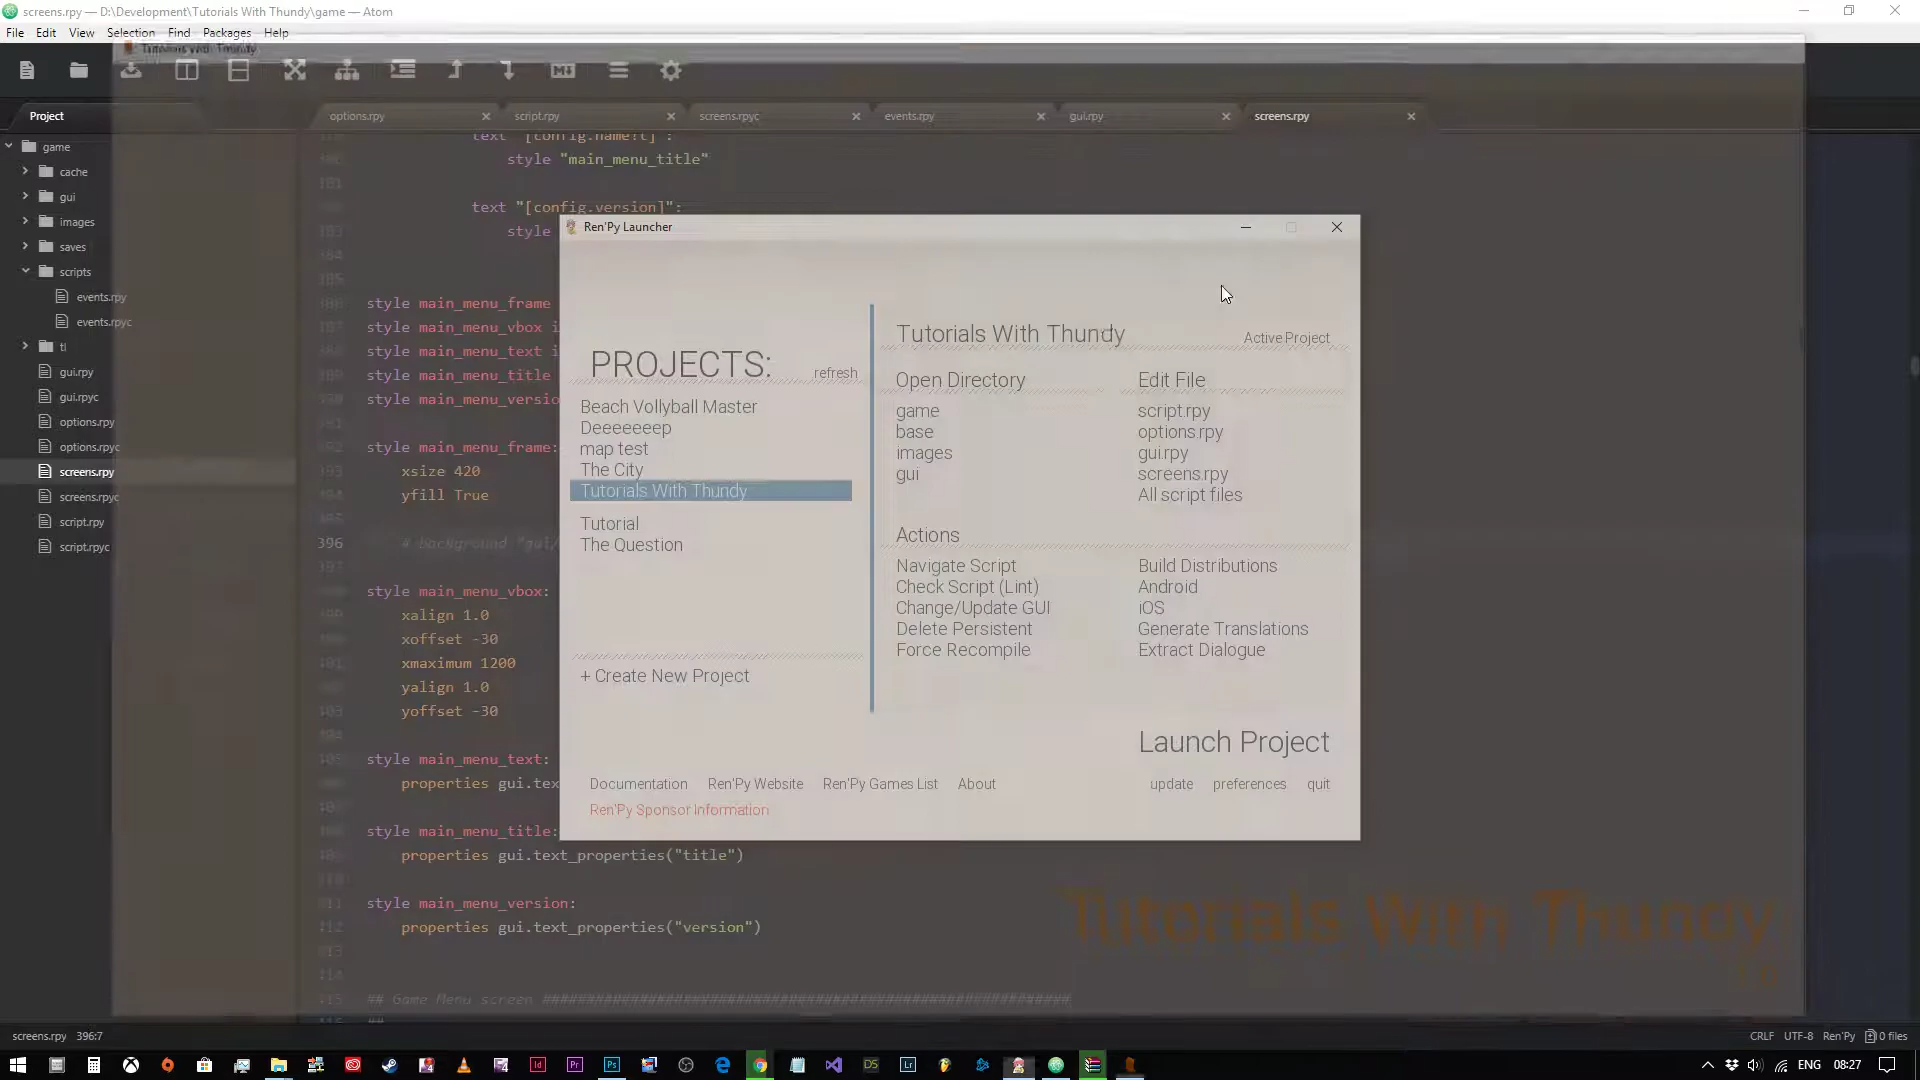 screens.rpy — D:\Development\Tutorials With Thundy\game — Atom
File Edit View Selection Find Packages Help
Tutorials With Thundy
Project
options.rpy script.rpy screens.rpyc events.rpy gui.rpy screens.rpy
game
cache
gui
images
saves
scripts
events.rpy
events.rpyc
tl
gui.rpy
gui.rpyc
options.rpy
options.rpyc
screens.rpy
screens.rpyc
script.rpy
script.rpyc
text "[config.name!t]":
style "main_menu_title"
text "[config.version]":
style
style main_menu_frame
style main_menu_vbox i
style main_menu_text i
style main_menu_title
style main_menu_versio
style main_menu_frame:
xsize 420
yfill True
396 # background "gui/
style main_menu_vbox:
xalign 1.0
xoffset -30
xmaximum 1200
yalign 1.0
yoffset -30
style main_menu_text:
properties gui.tex
style main_menu_title:
properties gui.text_properties("title")
style main_menu_version:
properties gui.text_properties("version")
## Game Menu screen ############################################################
##
Ren'Py Launcher
PROJECTS:
refresh
Beach Vollyball Master
Deeeeeeep
map test
The City
Tutorials With Thundy
Tutorial
The Question
+ Create New Project
Tutorials With Thundy
Active Project
Open Directory
game
base
images
gui
Edit File
script.rpy
options.rpy
gui.rpy
screens.rpy
All script files
Actions
Navigate Script
Check Script (Lint)
Change/Update GUI
Delete Persistent
Force Recompile
Build Distributions
Android
iOS
Generate Translations
Extract Dialogue
Launch Project
Documentation Ren'Py Website Ren'Py Games List About
update preferences quit
Ren'Py Sponsor Information
Tutorials With Thundy
screens.rpy 396:7
CRLF UTF-8 Ren'Py 0 files
ENG 08:27